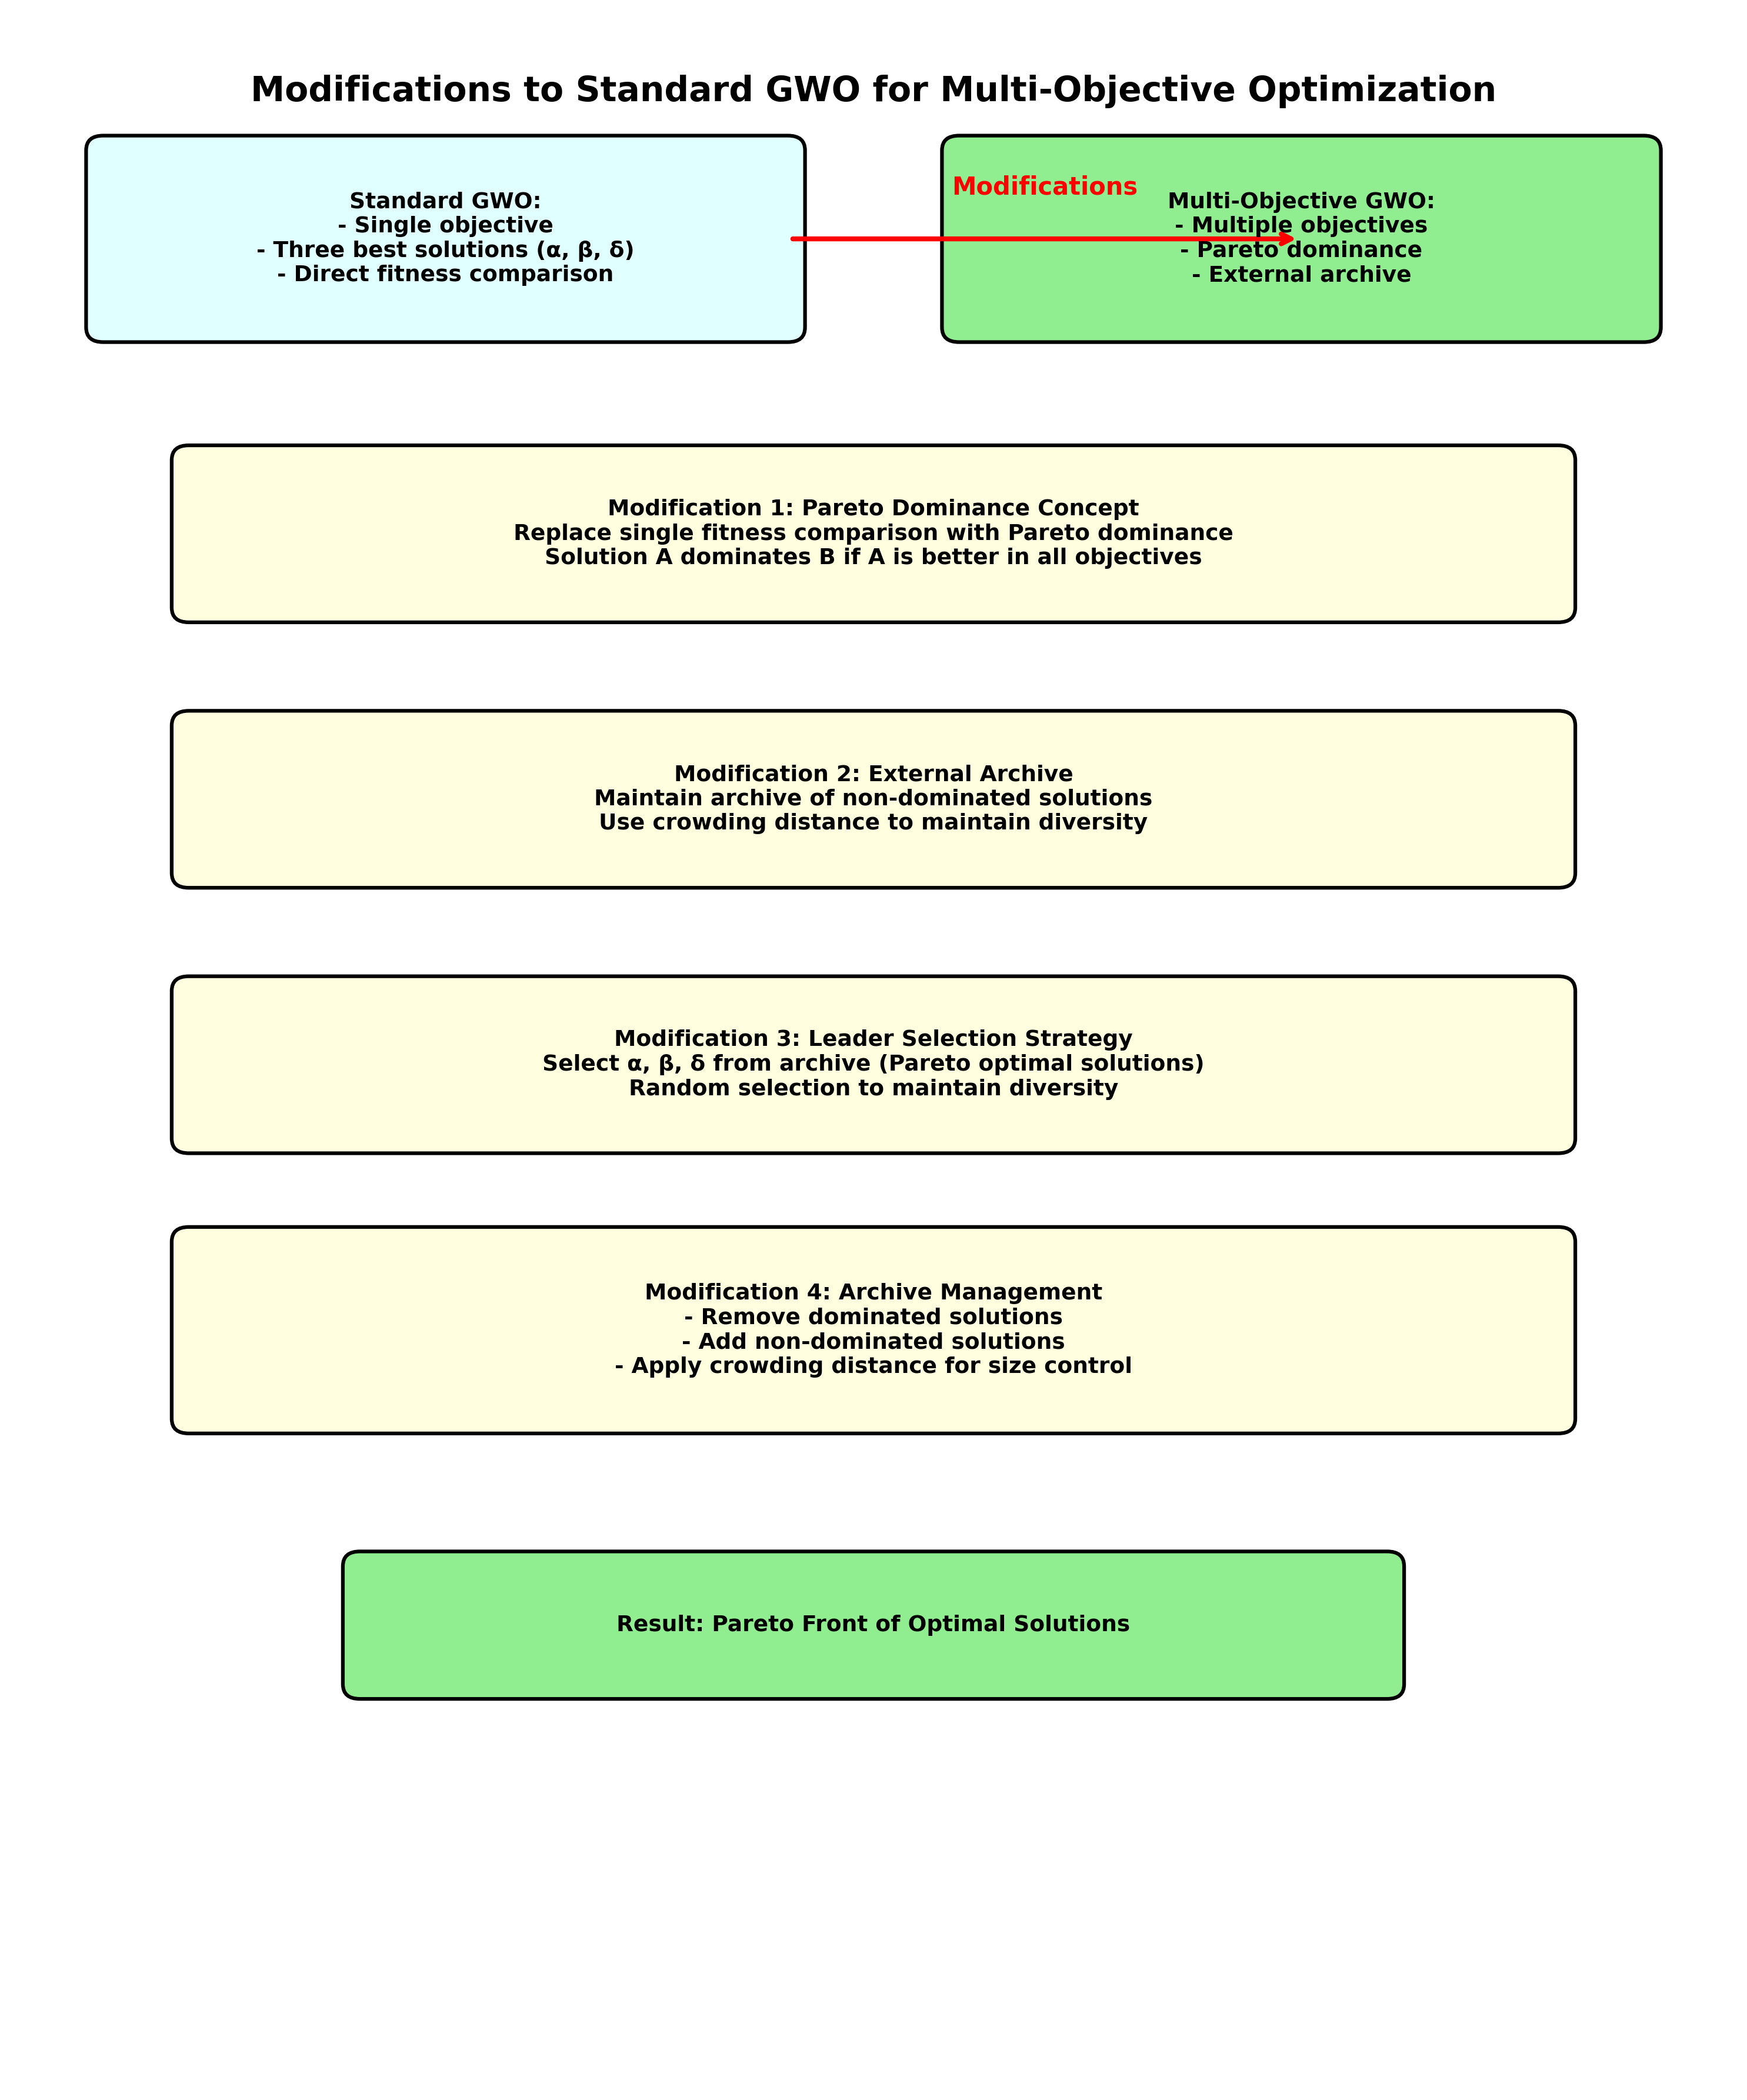 Modifications to Standard GWO for Multi-Objective Optimization
Standard GWO:
- Single objective
- Three best solutions (α, β, δ)
- Direct fitness comparison
Modifications
Multi-Objective GWO:
- Multiple objectives
- Pareto dominance
- External archive
Modification 1: Pareto Dominance Concept
Replace single fitness comparison with Pareto dominance
Solution A dominates B if A is better in all objectives
Modification 2: External Archive
Maintain archive of non-dominated solutions
Use crowding distance to maintain diversity
Modification 3: Leader Selection Strategy
Select α, β, δ from archive (Pareto optimal solutions)
Random selection to maintain diversity
Modification 4: Archive Management
- Remove dominated solutions
- Add non-dominated solutions
- Apply crowding distance for size control
Result: Pareto Front of Optimal Solutions